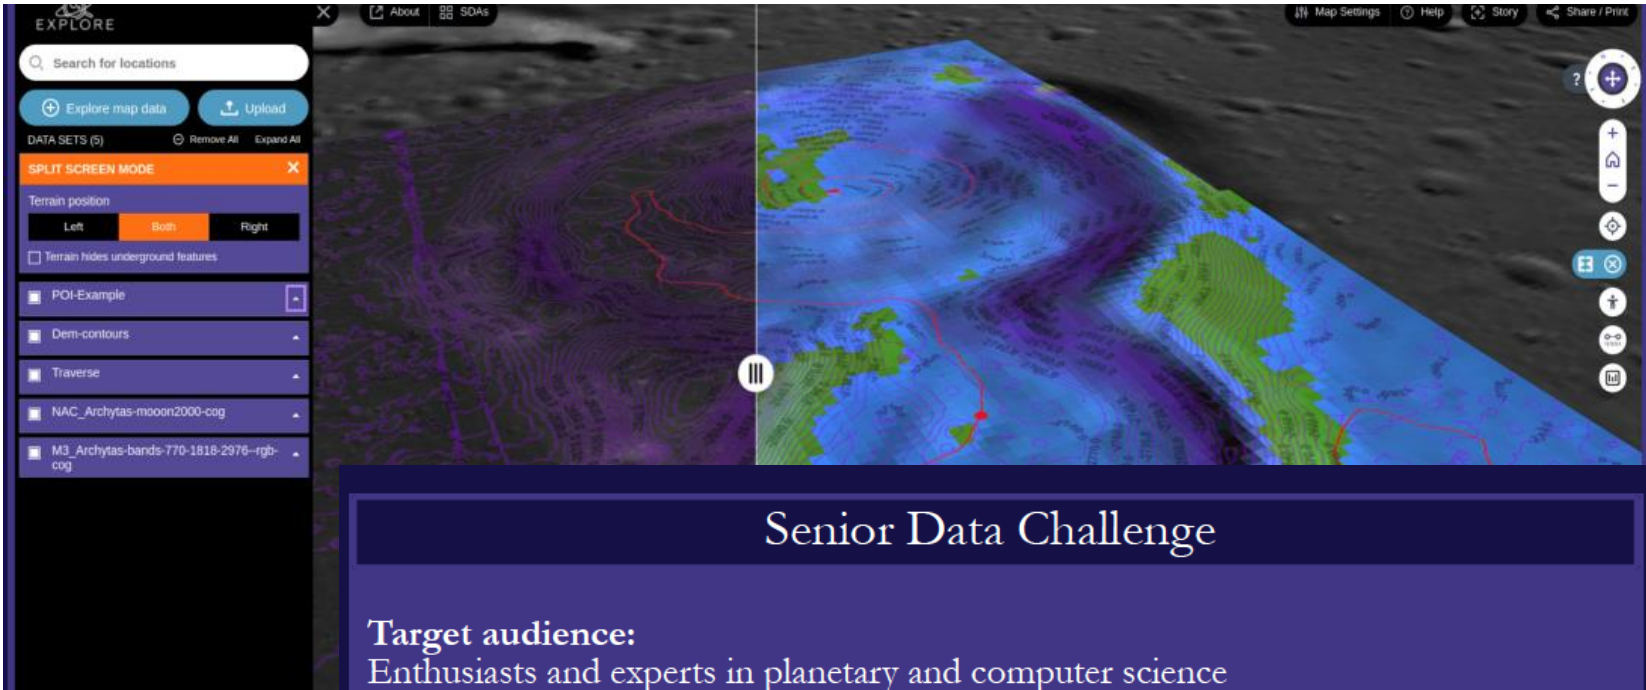 EXPLORE
About
SDAs
Map Settings
Help
Story
Share / Print
Search for locations
Explore map data
Upload
DATA SETS (5)
Remove All
Expand All
SPLIT SCREEN MODE
Terrain position
Left
Both
Right
Terrain hides underground features
POI-Example
Dem-contours
Traverse
NAC_Archytas-mooon2000-cog
M3_Archytas-bands-770-1818-2976--rgb-
cog
Senior Data Challenge
Target audience:
Enthusiasts and experts in planetary and computer science